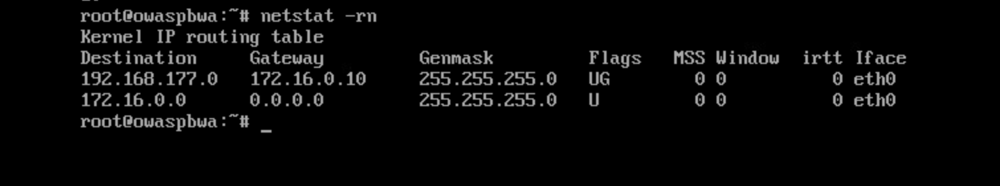 root@owaspbwa:~# netstat -rn
Kernel IP routing table
Destination     Gateway         Genmask         Flags   MSS Window  irtt Iface
192.168.177.0   172.16.0.10     255.255.255.0   UG        0 0          0 eth0
172.16.0.0      0.0.0.0         255.255.255.0   U         0 0          0 eth0
root@owaspbwa:~# _